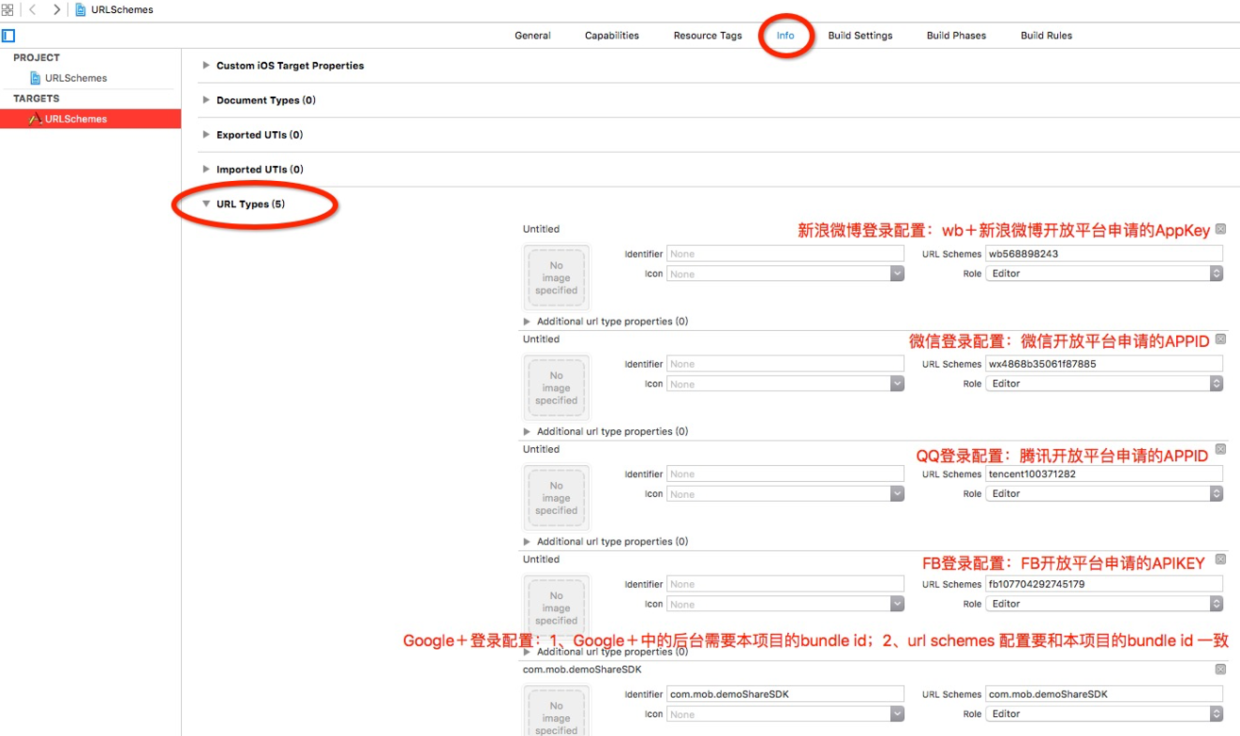 URLSchemes
General Capabilities Resource Tags Info Build Settings Build Phases Build Rules
PROJECT
URLSchemes
TARGETS
URLSchemes
Custom iOS Target Properties
Document Types (0)
Exported UTIs (0)
Imported UTIs (0)
URL Types (5)
Untitled
新浪微博登录配置：wb＋新浪微博开放平台申请的AppKey
No image specified
Identifier None URL Schemes wb568898243
Icon None Role Editor
Additional url type properties (0)
Untitled
微信登录配置：微信开放平台申请的APPID
No image specified
Identifier None URL Schemes wx4868b35061f87885
Icon None Role Editor
Additional url type properties (0)
Untitled
QQ登录配置：腾讯开放平台申请的APPID
No image specified
Identifier None URL Schemes tencent100371282
Icon None Role Editor
Additional url type properties (0)
Untitled
FB登录配置：FB开放平台申请的APIKEY
No image specified
Identifier None URL Schemes fb107704292745179
Icon None Role Editor
Google＋登录配置：1、Google＋中的后台需要本项目的bundle id；2、url schemes 配置要和本项目的bundle id 一致
Additional url type properties (0)
com.mob.demoShareSDK
No image specified
Identifier com.mob.demoShareSDK URL Schemes com.mob.demoShareSDK
Icon None Role Editor